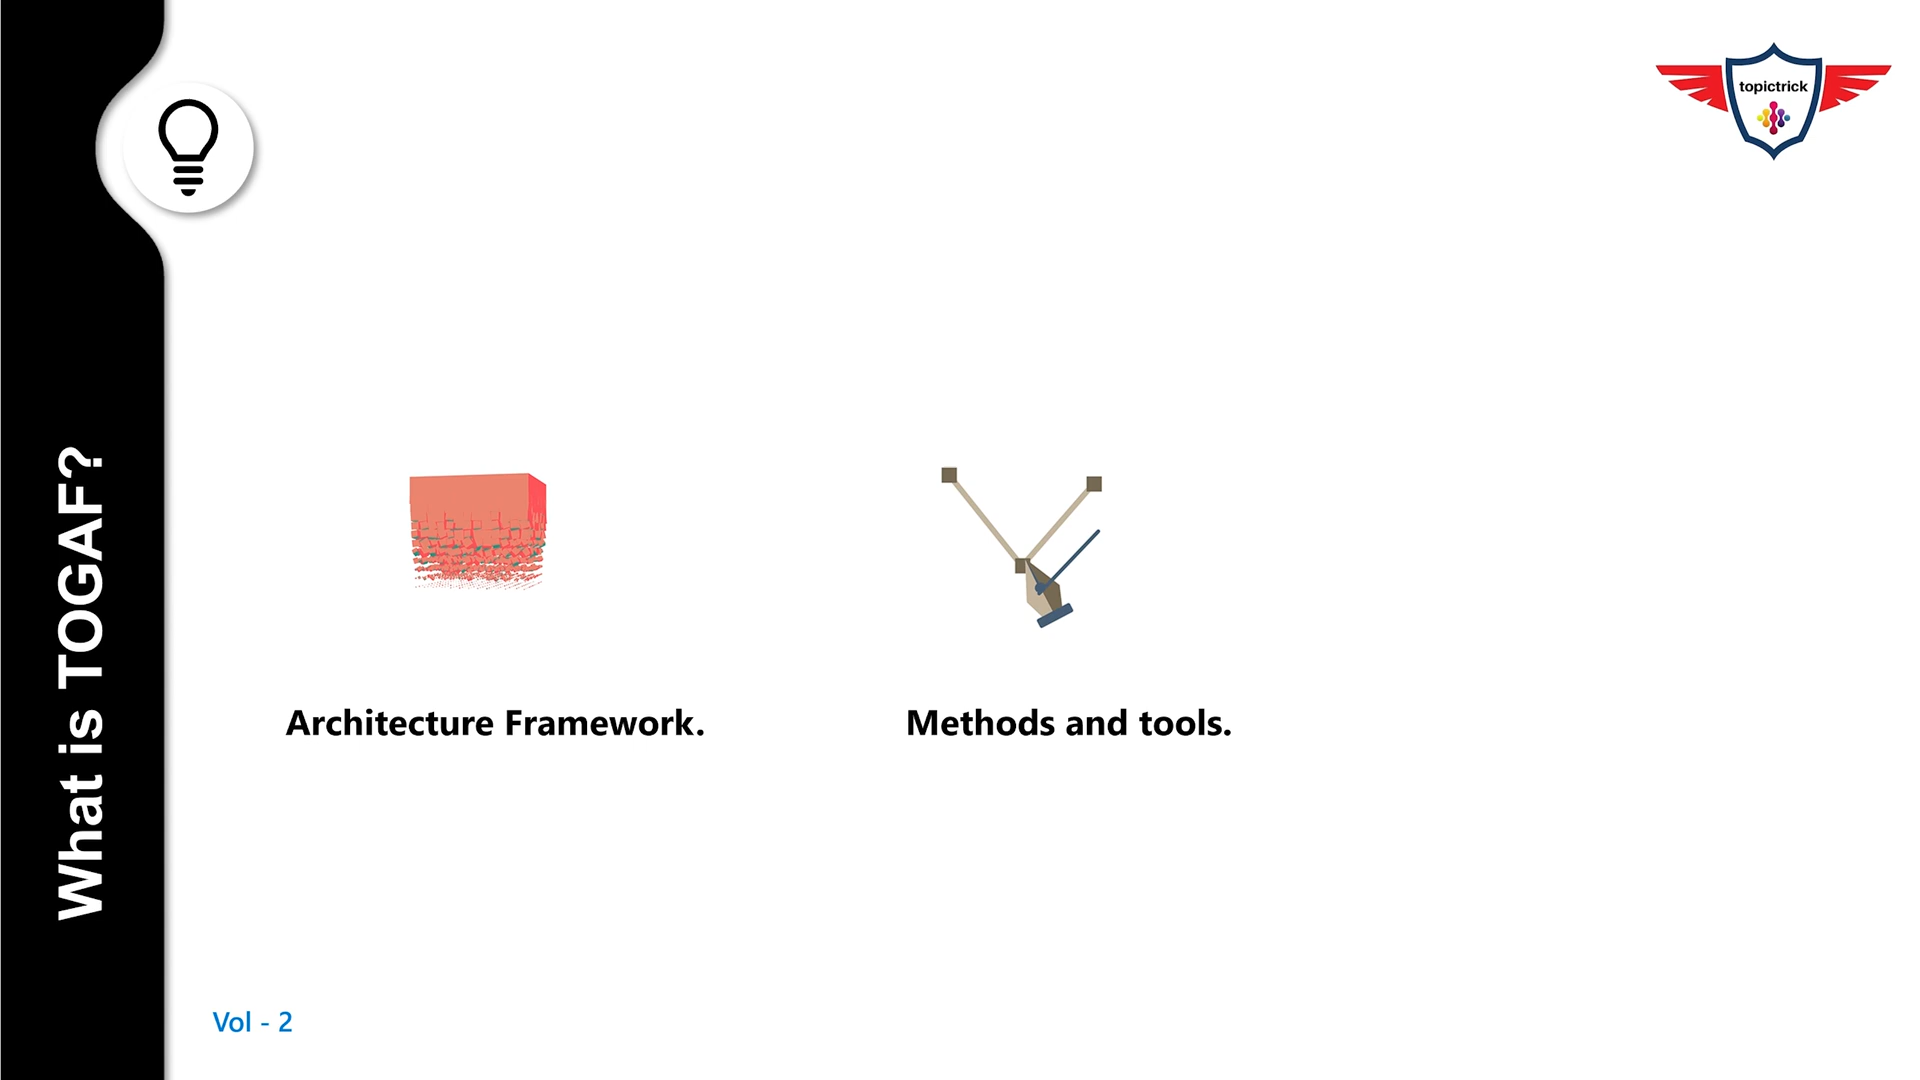 What is TOGAF?
topictrick
Architecture Framework.
Methods and tools.
Vol - 2